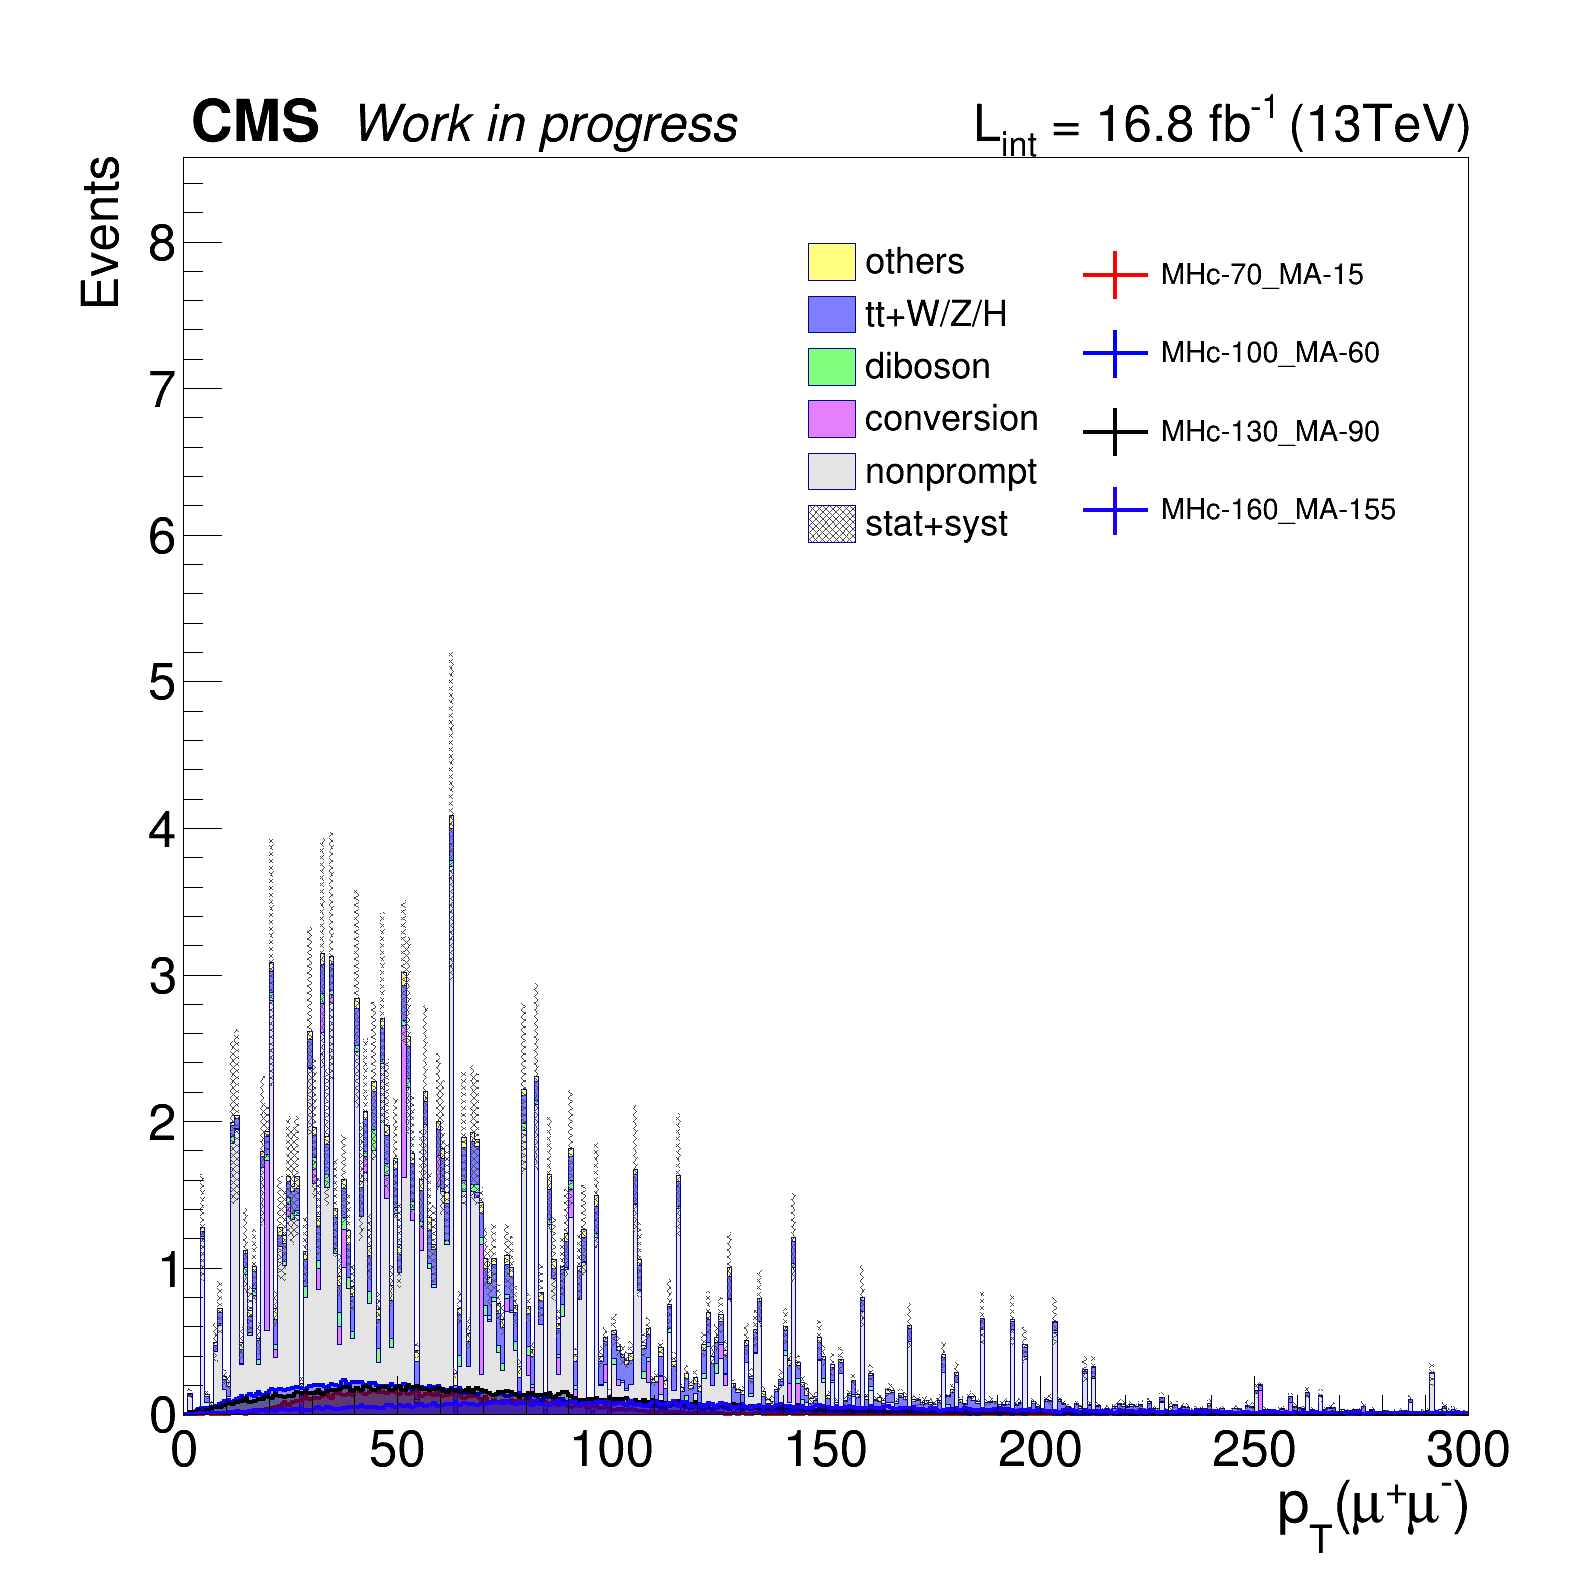 CMS Work in progress L_int = 16.8 fb^-1 (13TeV)
Events
8
7
6
5
4
3
2
1
0
others
tt+W/Z/H
diboson
conversion
nonprompt
stat+syst
MHc-70_MA-15
MHc-100_MA-60
MHc-130_MA-90
MHc-160_MA-155
0 50 100 150 200 250 300
p_T(μ^+μ^-)